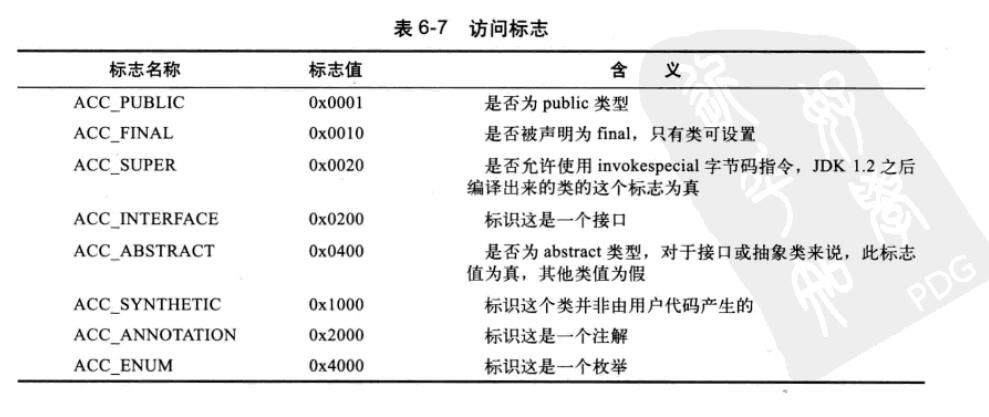 表 6-7 访问标志
标志名称 标志值 含 义
ACC_PUBLIC 0x0001 是否为 public 类型
ACC_FINAL 0x0010 是否被声明为 final，只有类可设置
ACC_SUPER 0x0020 是否允许使用 invokespecial 字节码指令，JDK 1.2 之后
编译出来的类的这个标志为真
ACC_INTERFACE 0x0200 标识这是一个接口
ACC_ABSTRACT 0x0400 是否为 abstract 类型，对于接口或抽象类来说，此标志
值为真，其他类值为假
ACC_SYNTHETIC 0x1000 标识这个类并非由用户代码产生的
ACC_ANNOTATION 0x2000 标识这是一个注解
ACC_ENUM 0x4000 标识这是一个枚举
PDG